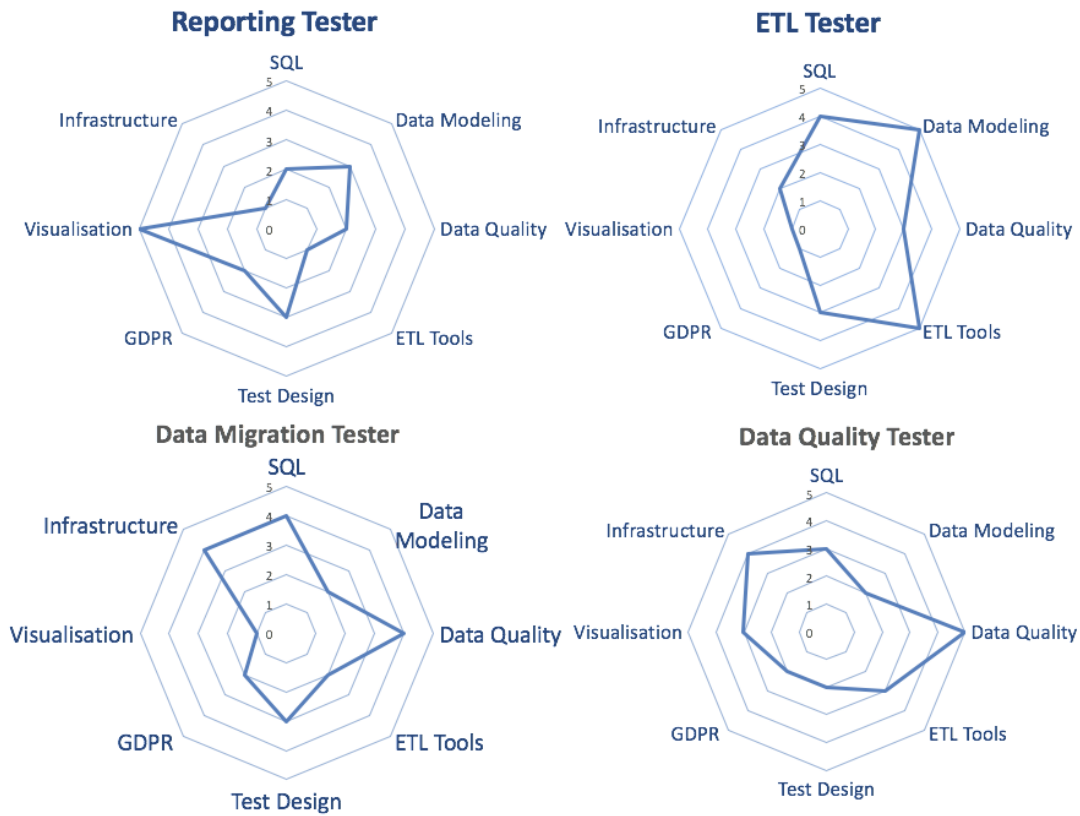 Reporting Tester
SQL
5
4
3
2
1
0
Infrastructure
Data Modeling
Visualisation
Data Quality
GDPR
ETL Tools
Test Design
ETL Tester
SQL
5
4
3
2
1
0
Infrastructure
Data Modeling
Visualisation
Data Quality
GDPR
ETL Tools
Test Design
Data Migration Tester
SQL
5
4
3
2
1
0
Infrastructure
Data
Modeling
Visualisation
Data Quality
GDPR
ETL Tools
Test Design
Data Quality Tester
SQL
5
4
3
2
1
0
Infrastructure
Data Modeling
Visualisation
Data Quality
GDPR
ETL Tools
Test Design